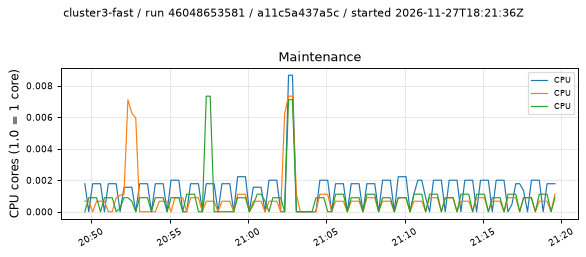 cluster3-fast / run 46048653581 / a11c5a437a5c / started 2026-11-27T18:21:36Z
Maintenance
CPU cores (1.0 = 1 core)
0.008
0.006
0.004
0.002
0.000
CPU
CPU
CPU
20:50
20:55
21:00
21:05
21:10
21:15
21:20